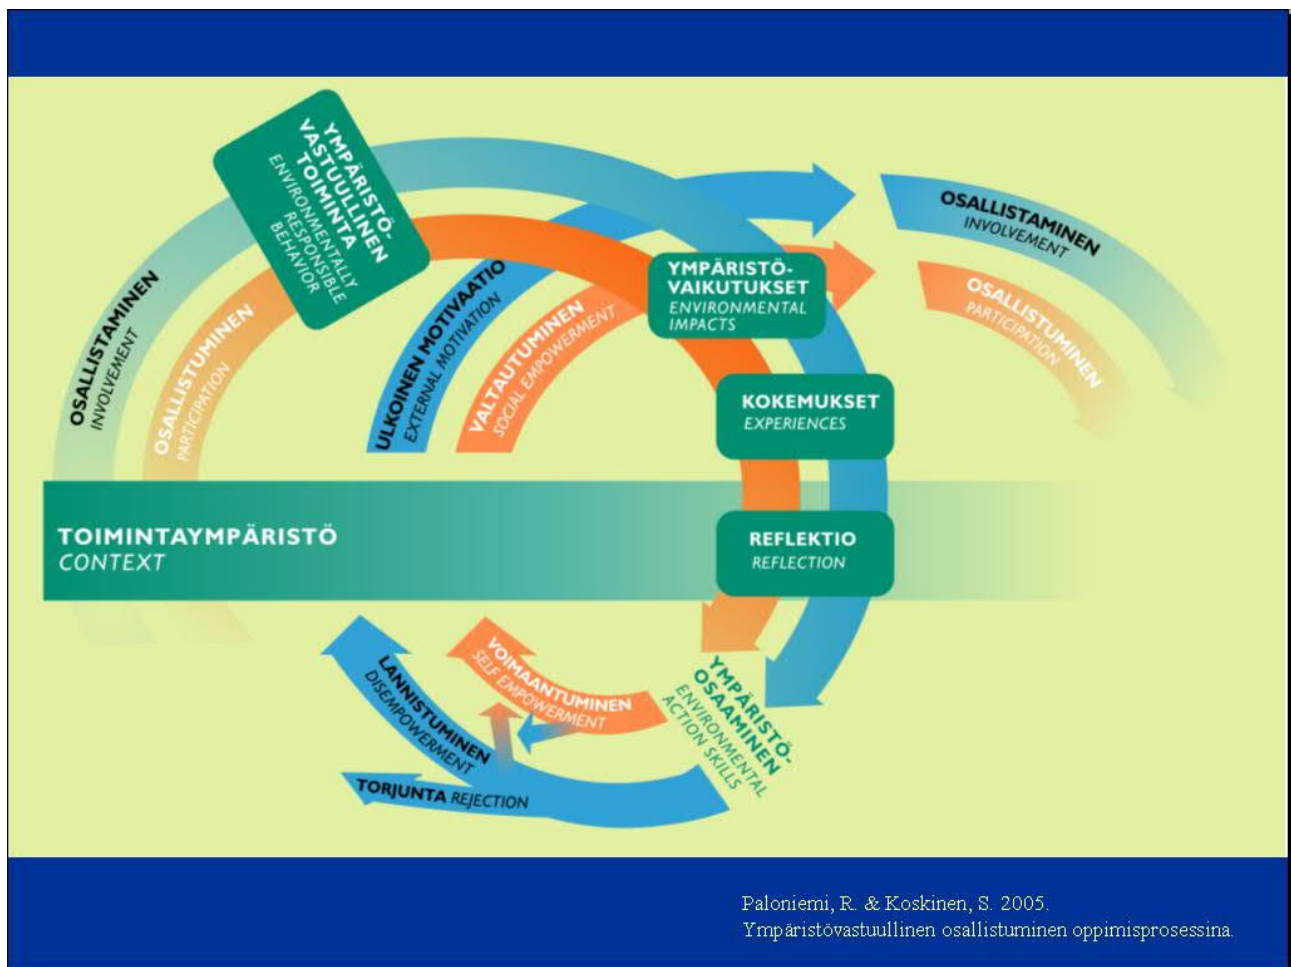 YMPÄRISTÖ-
VASTUULLINEN
TOIMINTA
ENVIRONMENTALLY
RESPONSIBLE
BEHAVIOR
OSALLISTAMINEN
INVOLVEMENT
OSALLISTUMINEN
PARTICIPATION
ULKOINEN MOTIVAATIO
EXTERNAL MOTIVATION
VALTAUTUMINEN
SOCIAL EMPOWERMENT
YMPÄRISTÖ-
VAIKUTUKSET
ENVIRONMENTAL
IMPACTS
OSALLISTAMINEN
INVOLVEMENT
OSALLISTUMINEN
PARTICIPATION
KOKEMUKSET
EXPERIENCES
TOIMINTAYMPÄRISTÖ
CONTEXT
REFLEKTIO
REFLECTION
YMPÄRISTÖ-
OSAAMINEN
ENVIRONMENTAL
ACTION SKILLS
VOIMAANTUMINEN
SELF EMPOWERMENT
LANNISTUMINEN
DISEMPOWERMENT
TORJUNTA REJECTION
Paloniemi, R. & Koskinen, S. 2005.
Ympäristövastuullinen osallistuminen oppimisprosessina.